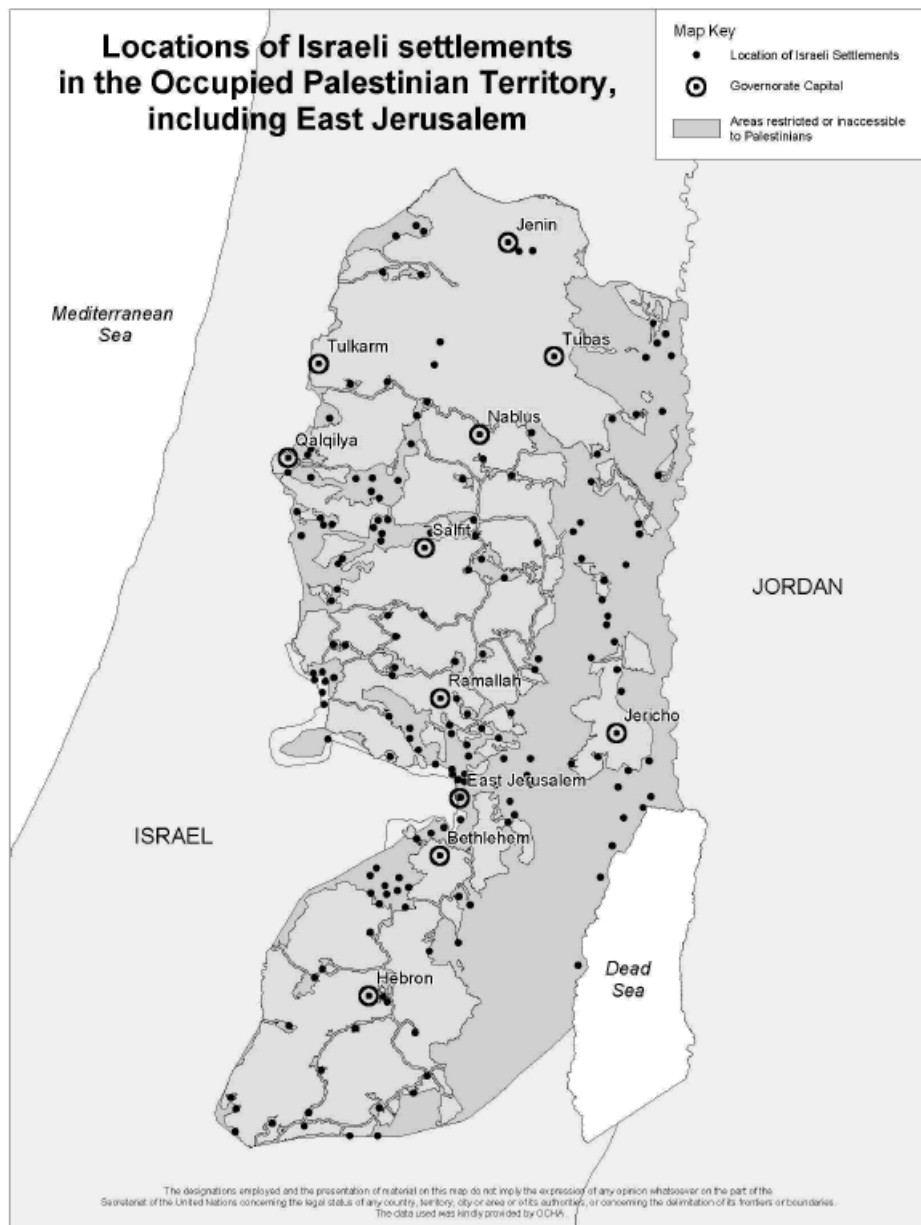 Locations of Israeli settlements
in the Occupied Palestinian Territory,
including East Jerusalem
Map Key
Location of Israeli Settlements
Governorate Capital
Areas restricted or inaccessible
to Palestinians
Jenin
Mediterranean
Sea
Tulkarm
Tubas
Nablus
Qalqilya
Salfit
JORDAN
Ramallah
Jericho
East Jerusalem
ISRAEL
Bethlehem
Hebron
Dead
Sea
The designations employed and the presentation of material on this map do not imply the expression of any opinion whatsoever on the part of the
Secretariat of the United Nations concerning the legal status of any country, territory, city or area or of its authorities, or concerning the delimitation of its frontiers or boundaries.
The data used was kindly provided by OCHA.